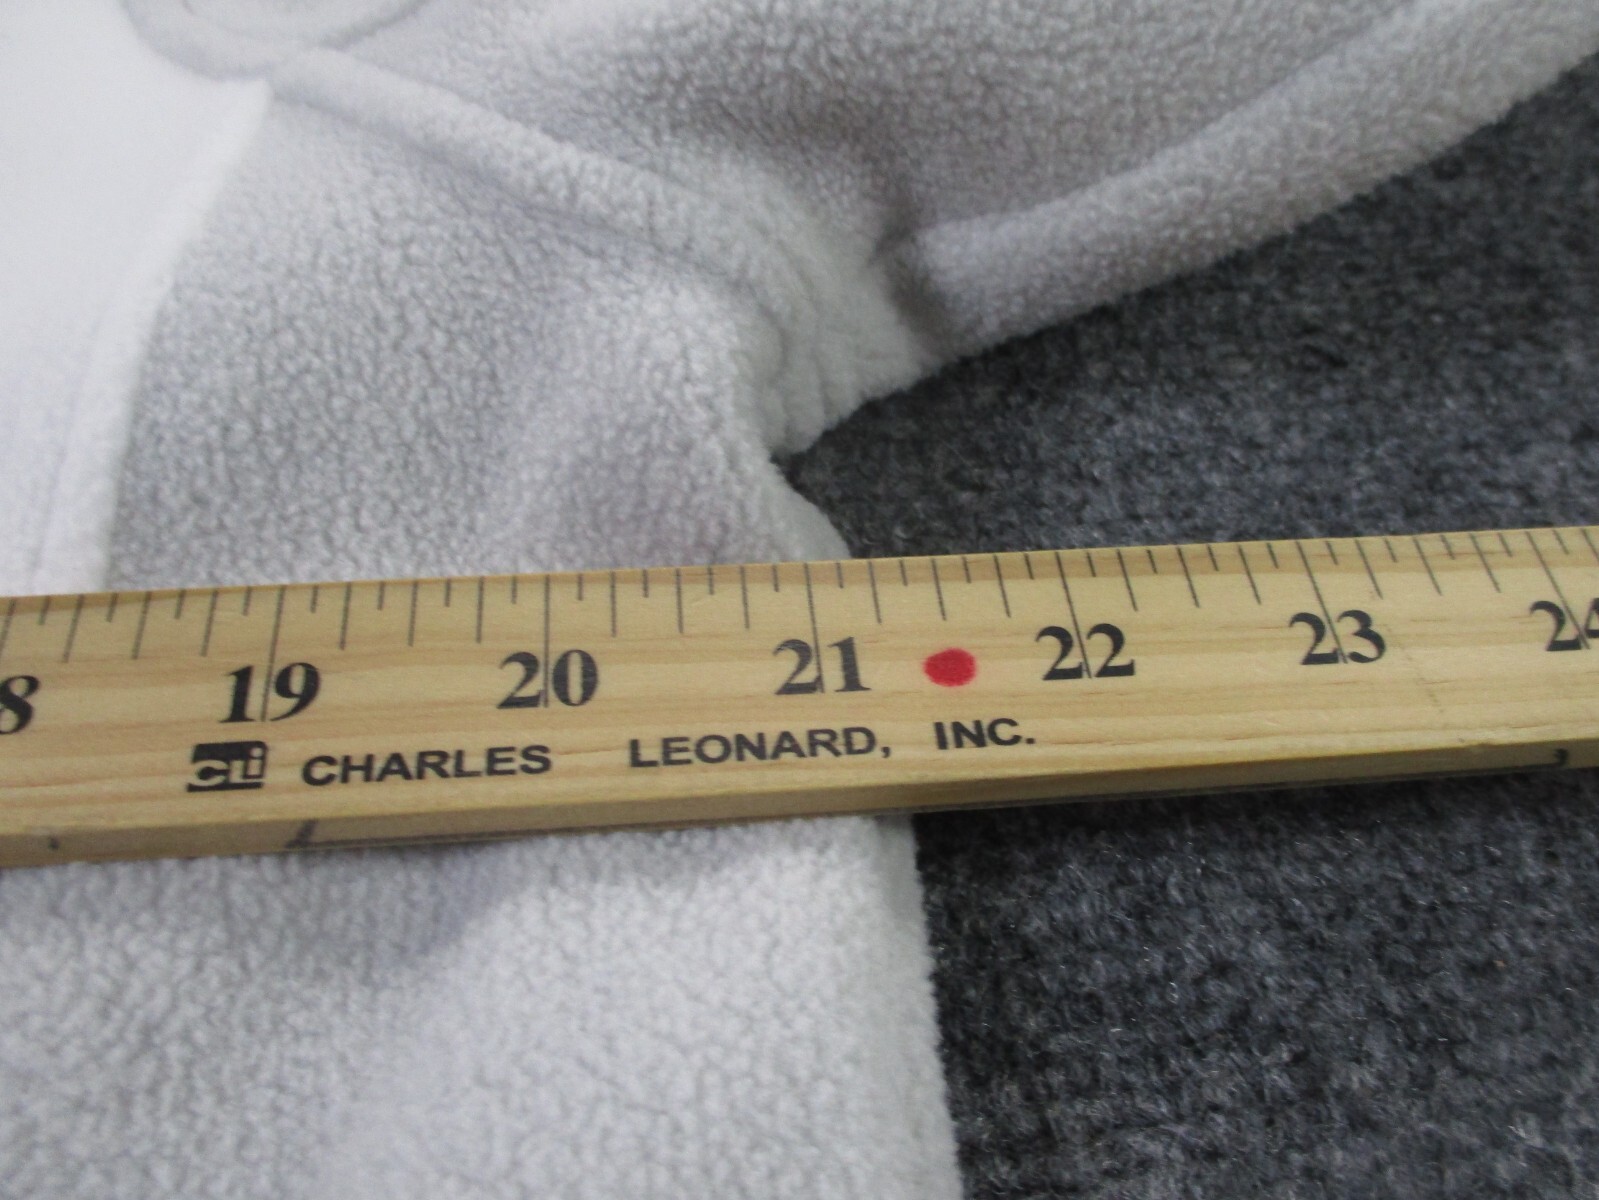 8 19 20 21 22 23 24
cli CHARLES LEONARD, INC.